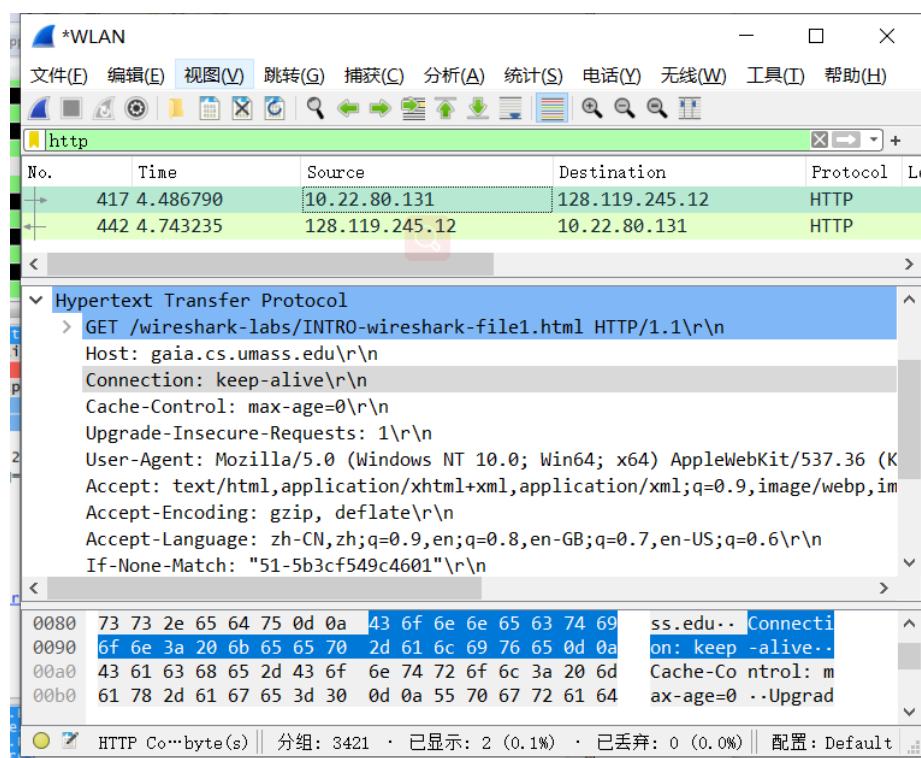 *WLAN
文件(F) 编辑(E) 视图(V) 跳转(G) 捕获(C) 分析(A) 统计(S) 电话(Y) 无线(W) 工具(T) 帮助(H)
http
No. Time Source Destination Protocol
417 4.486790 10.22.80.131 128.119.245.12 HTTP
442 4.743235 128.119.245.12 10.22.80.131 HTTP
Hypertext Transfer Protocol
GET /wireshark-labs/INTRO-wireshark-file1.html HTTP/1.1\r\n
Host: gaia.cs.umass.edu\r\n
Connection: keep-alive\r\n
Cache-Control: max-age=0\r\n
Upgrade-Insecure-Requests: 1\r\n
User-Agent: Mozilla/5.0 (Windows NT 10.0; Win64; x64) AppleWebKit/537.36 (K
Accept: text/html,application/xhtml+xml,application/xml;q=0.9,image/webp,im
Accept-Encoding: gzip, deflate\r\n
Accept-Language: zh-CN,zh;q=0.9,en;q=0.8,en-GB;q=0.7,en-US;q=0.6\r\n
If-None-Match: "51-5b3cf549c4601"\r\n
0080 73 73 2e 65 64 75 0d 0a 43 6f 6e 6e 65 63 74 69 ss.edu·· Connecti
0090 6f 6e 3a 20 6b 65 65 70 2d 61 6c 69 76 65 0d 0a on: keep -alive··
00a0 43 61 63 68 65 2d 43 6f 6e 74 72 6f 6c 3a 20 6d Cache-Co ntrol: m
00b0 61 78 2d 61 67 65 3d 30 0d 0a 55 70 67 72 61 64 ax-age=0 ··Upgrad
HTTP Co…byte(s) 分组: 3421 · 已显示: 2 (0.1%) · 已丢弃: 0 (0.0%) 配置: Default